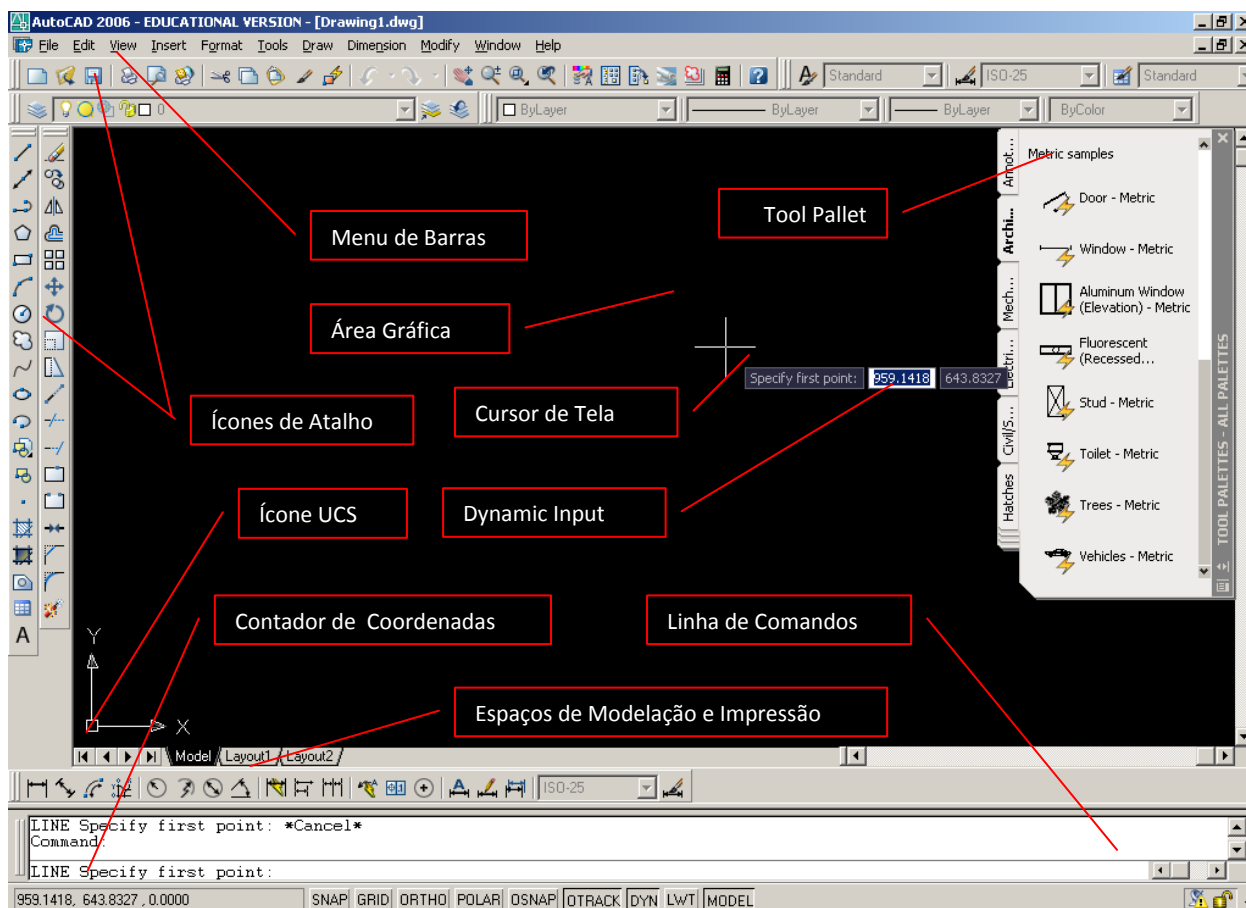 AutoCAD 2006 - EDUCATIONAL VERSION - [Drawing1.dwg]
File Edit View Insert Format Tools Draw Dimension Modify Window Help
Standard ISO-25 Standard
0 ByLayer ByLayer ByLayer ByColor
Annot...
Archi...
Mech...
Electri...
Civil/S...
Hatches
Metric samples
Door - Metric
Window - Metric
Aluminum Window
(Elevation) - Metric
Fluorescent
(Recessed...
Stud - Metric
Toilet - Metric
Trees - Metric
Vehicles - Metric
TOOL PALETTES - ALL PALETTES
Tool Pallet
Menu de Barras
Área Gráfica
Specify first point: 959.1418 643.8327
Ícones de Atalho
Cursor de Tela
Ícone UCS
Dynamic Input
Contador de Coordenadas
Linha de Comandos
Espaços de Modelação e Impressão
A
Y
X
Model Layout1 Layout2
ISO-25
LINE Specify first point: *Cancel*
Command:
LINE Specify first point:
959.1418, 643.8327 , 0.0000 SNAP GRID ORTHO POLAR OSNAP OTRACK DYN LWT MODEL